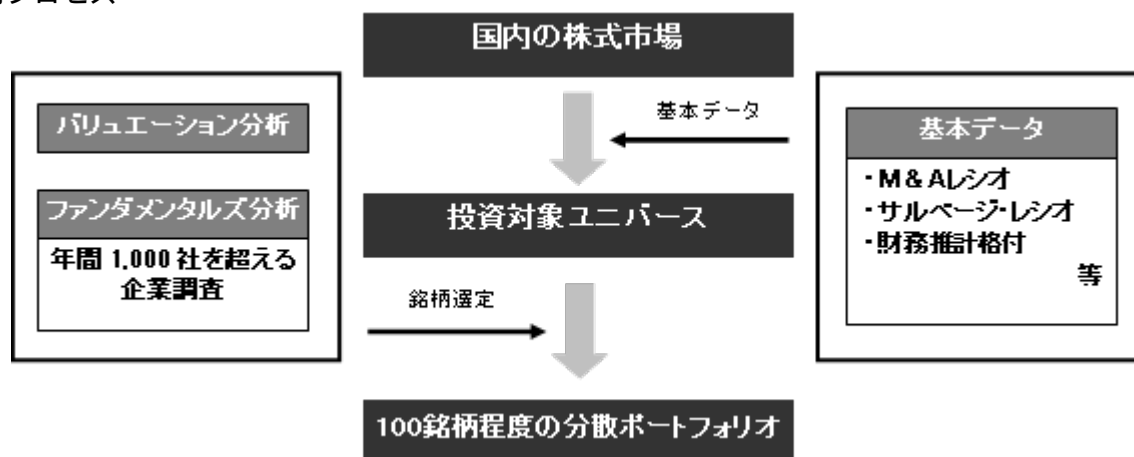 プロセス
国内の株式市場
基本データ
投資対象ユニバース
銘柄選定
100銘柄程度の分散ポートフォリオ
バリュエーション分析
ファンダメンタルズ分析
年間 1,000 社を超える
企業調査
基本データ
・M&Aレシオ
・サルベージ・レシオ
・財務推計格付
等